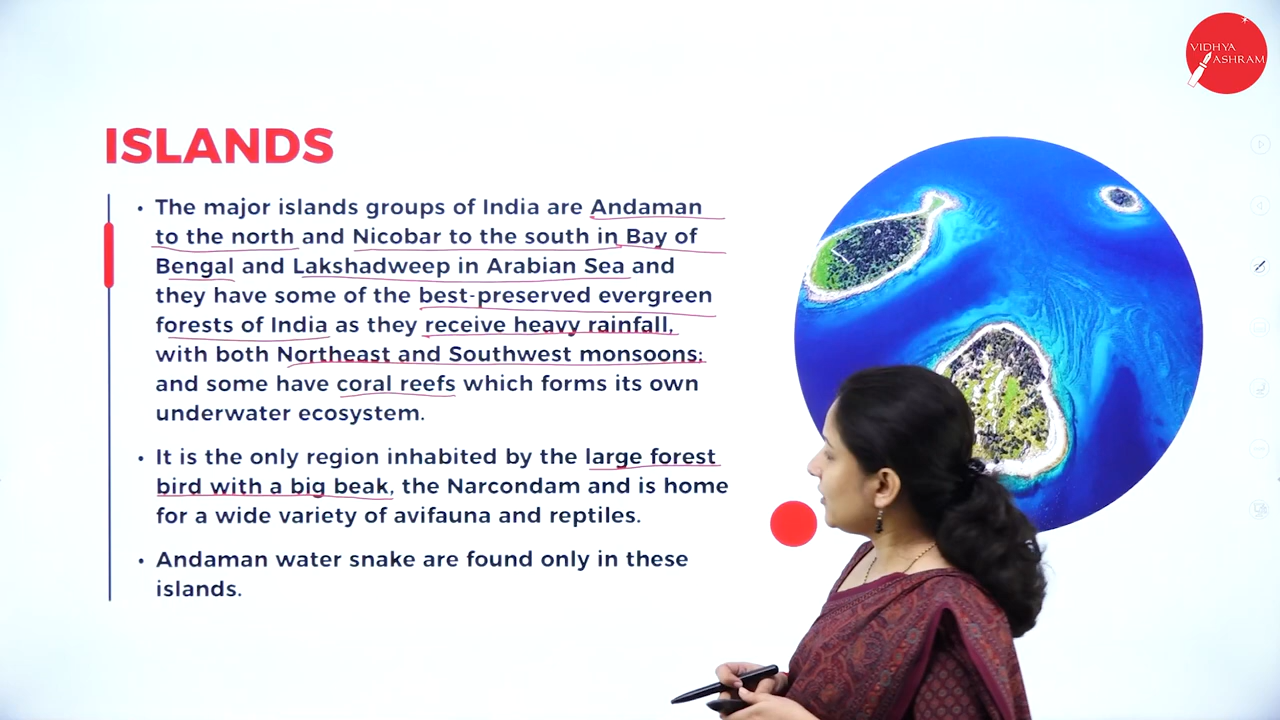 VIDHYA
ASHRAM
ISLANDS
• The major islands groups of India are Andaman
to the north and Nicobar to the south in Bay of
Bengal and Lakshadweep in Arabian Sea and
they have some of the best-preserved evergreen
forests of India as they receive heavy rainfall,
with both Northeast and Southwest monsoons;
and some have coral reefs which forms its own
underwater ecosystem.
• It is the only region inhabited by the large forest
bird with a big beak, the Narcondam and is home
for a wide variety of avifauna and reptiles.
• Andaman water snake are found only in these
islands.